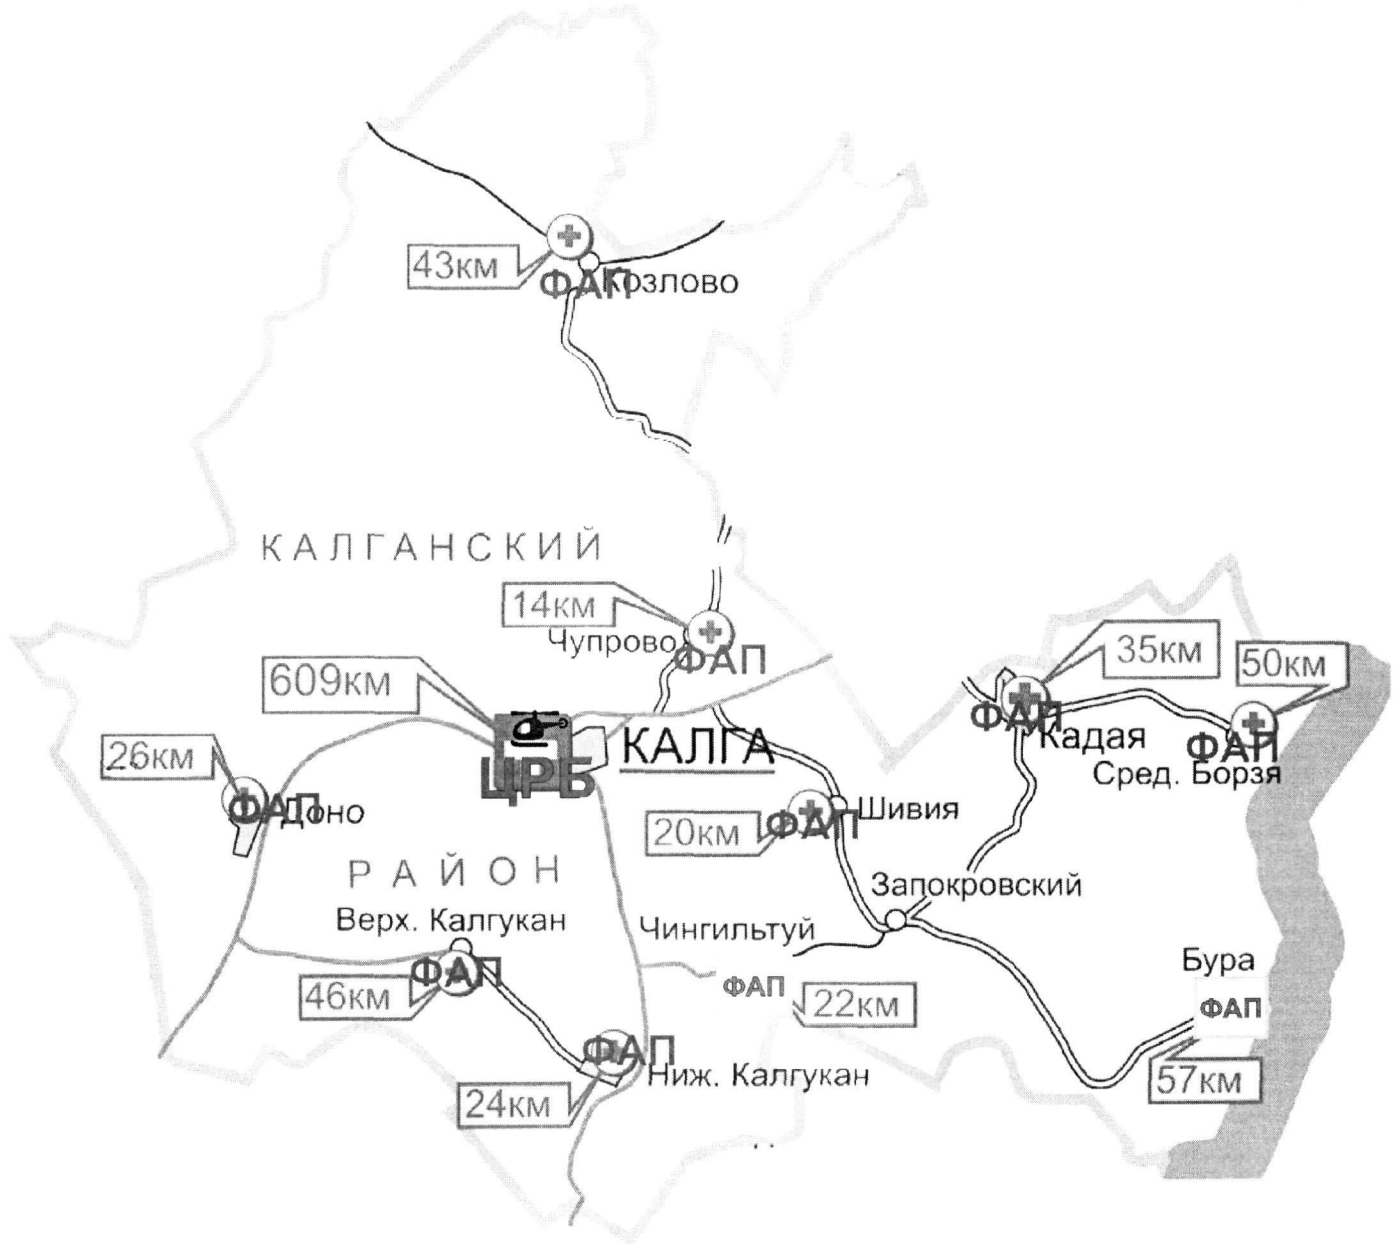 43км
ФАП
Козлово
КАЛГАНСКИЙ
14км
Чупрово
ФАП
609км
35км
50км
ФАП
Кадая
ФАП
Сред. Борзя
26км
ЦРБ
КАЛГА
ФАП
Доно
20км
ФАП
Шивия
РАЙОН
Запокровский
Верх. Калгукан
Чингильтуй
ФАП
46км
ФАП
22км
Бура
ФАП
57км
ФАП
Ниж. Калгукан
24км